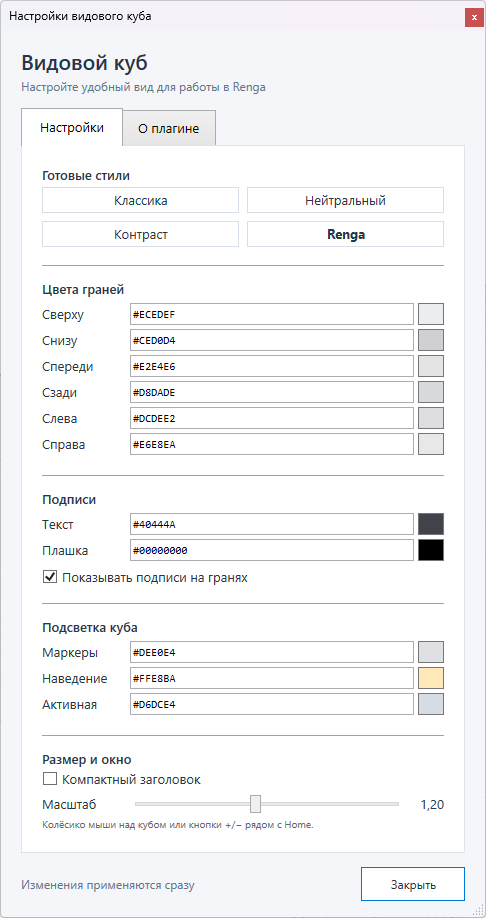 Настройки видового куба
x
Видовой куб
Настройте удобный вид для работы в Renga
Настройки
О плагине
Готовые стили
Классика
Нейтральный
Контраст
Renga
Цвета граней
Сверху #ECEDEF
Снизу #CED0D4
Спереди #E2E4E6
Сзади #D8DADE
Слева #DCDEE2
Справа #E6E8EA
Подписи
Текст #40444A
Плашка #00000000
Показывать подписи на гранях
Подсветка куба
Маркеры #DEE0E4
Наведение #FFE8BA
Активная #D6DCE4
Размер и окно
Компактный заголовок
Масштаб 1,20
Колёсико мыши над кубом или кнопки +/− рядом с Home.
Изменения применяются сразу
Закрыть